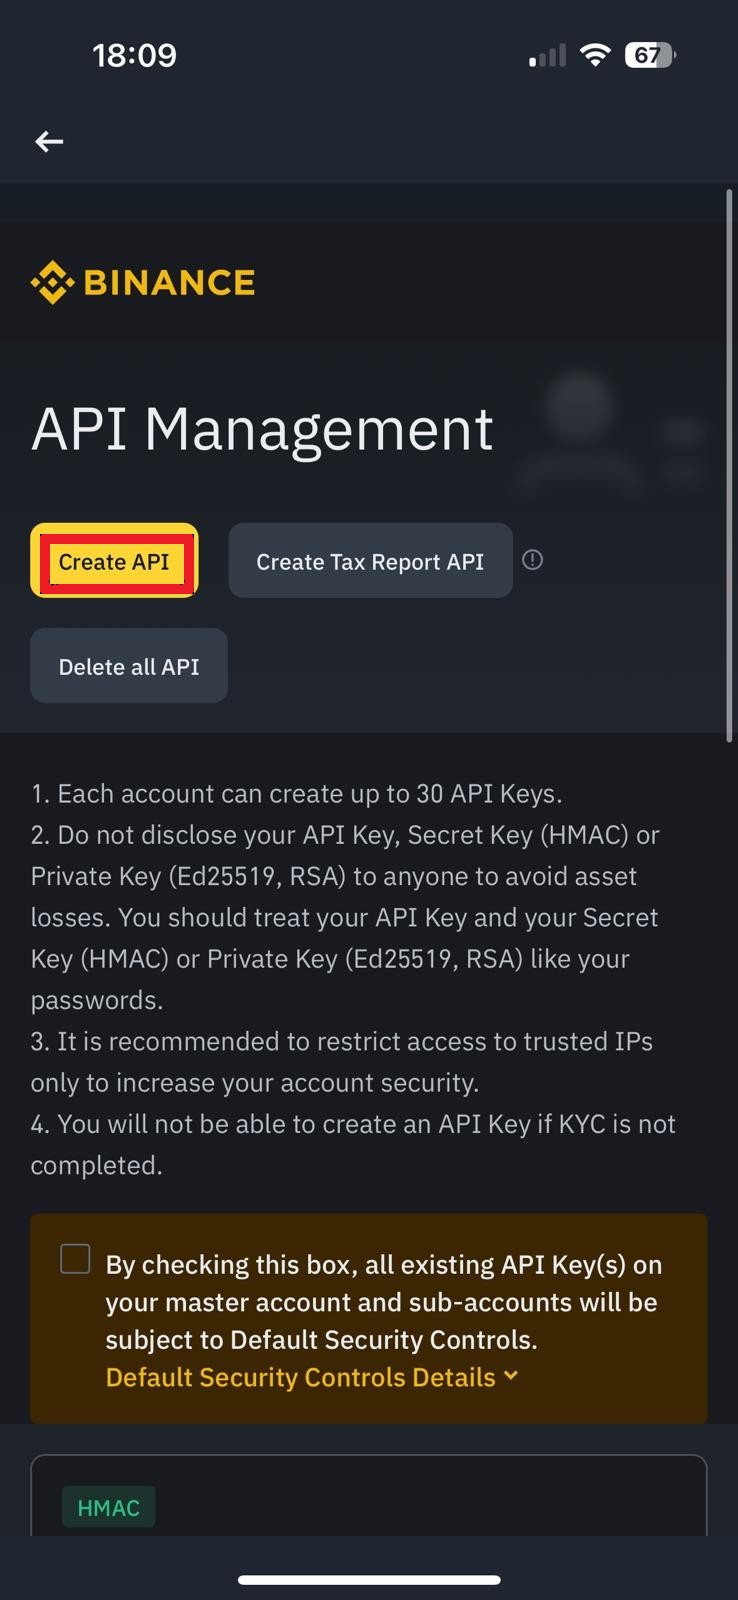 18:09
67
BINANCE
API Management
Create API
Create Tax Report API
Delete all API
1. Each account can create up to 30 API Keys.
2. Do not disclose your API Key, Secret Key (HMAC) or
Private Key (Ed25519, RSA) to anyone to avoid asset
losses. You should treat your API Key and your Secret
Key (HMAC) or Private Key (Ed25519, RSA) like your
passwords.
3. It is recommended to restrict access to trusted IPs
only to increase your account security.
4. You will not be able to create an API Key if KYC is not
completed.
By checking this box, all existing API Key(s) on
your master account and sub-accounts will be
subject to Default Security Controls.
Default Security Controls Details
HMAC